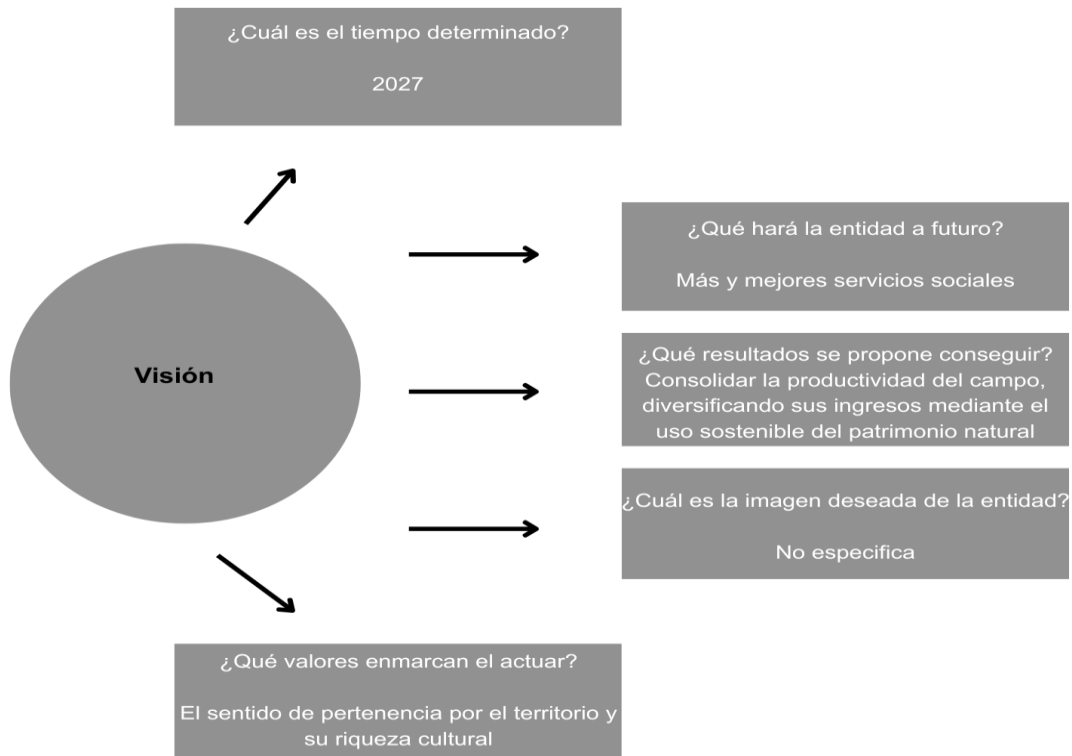 ¿Cuál es el tiempo determinado?
2027
¿Qué hará la entidad a futuro?
Más y mejores servicios sociales
Visión
¿Qué resultados se propone conseguir?
Consolidar la productividad del campo,
diversificando sus ingresos mediante el
uso sostenible del patrimonio natural
¿Cuál es la imagen deseada de la entidad?
No especifica
¿Qué valores enmarcan el actuar?
El sentido de pertenencia por el territorio y
su riqueza cultural